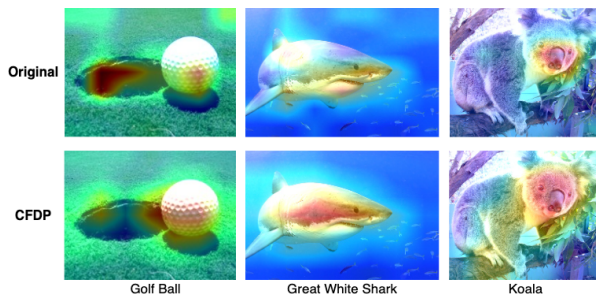 Original
CFDP
Golf Ball
Great White Shark
Koala